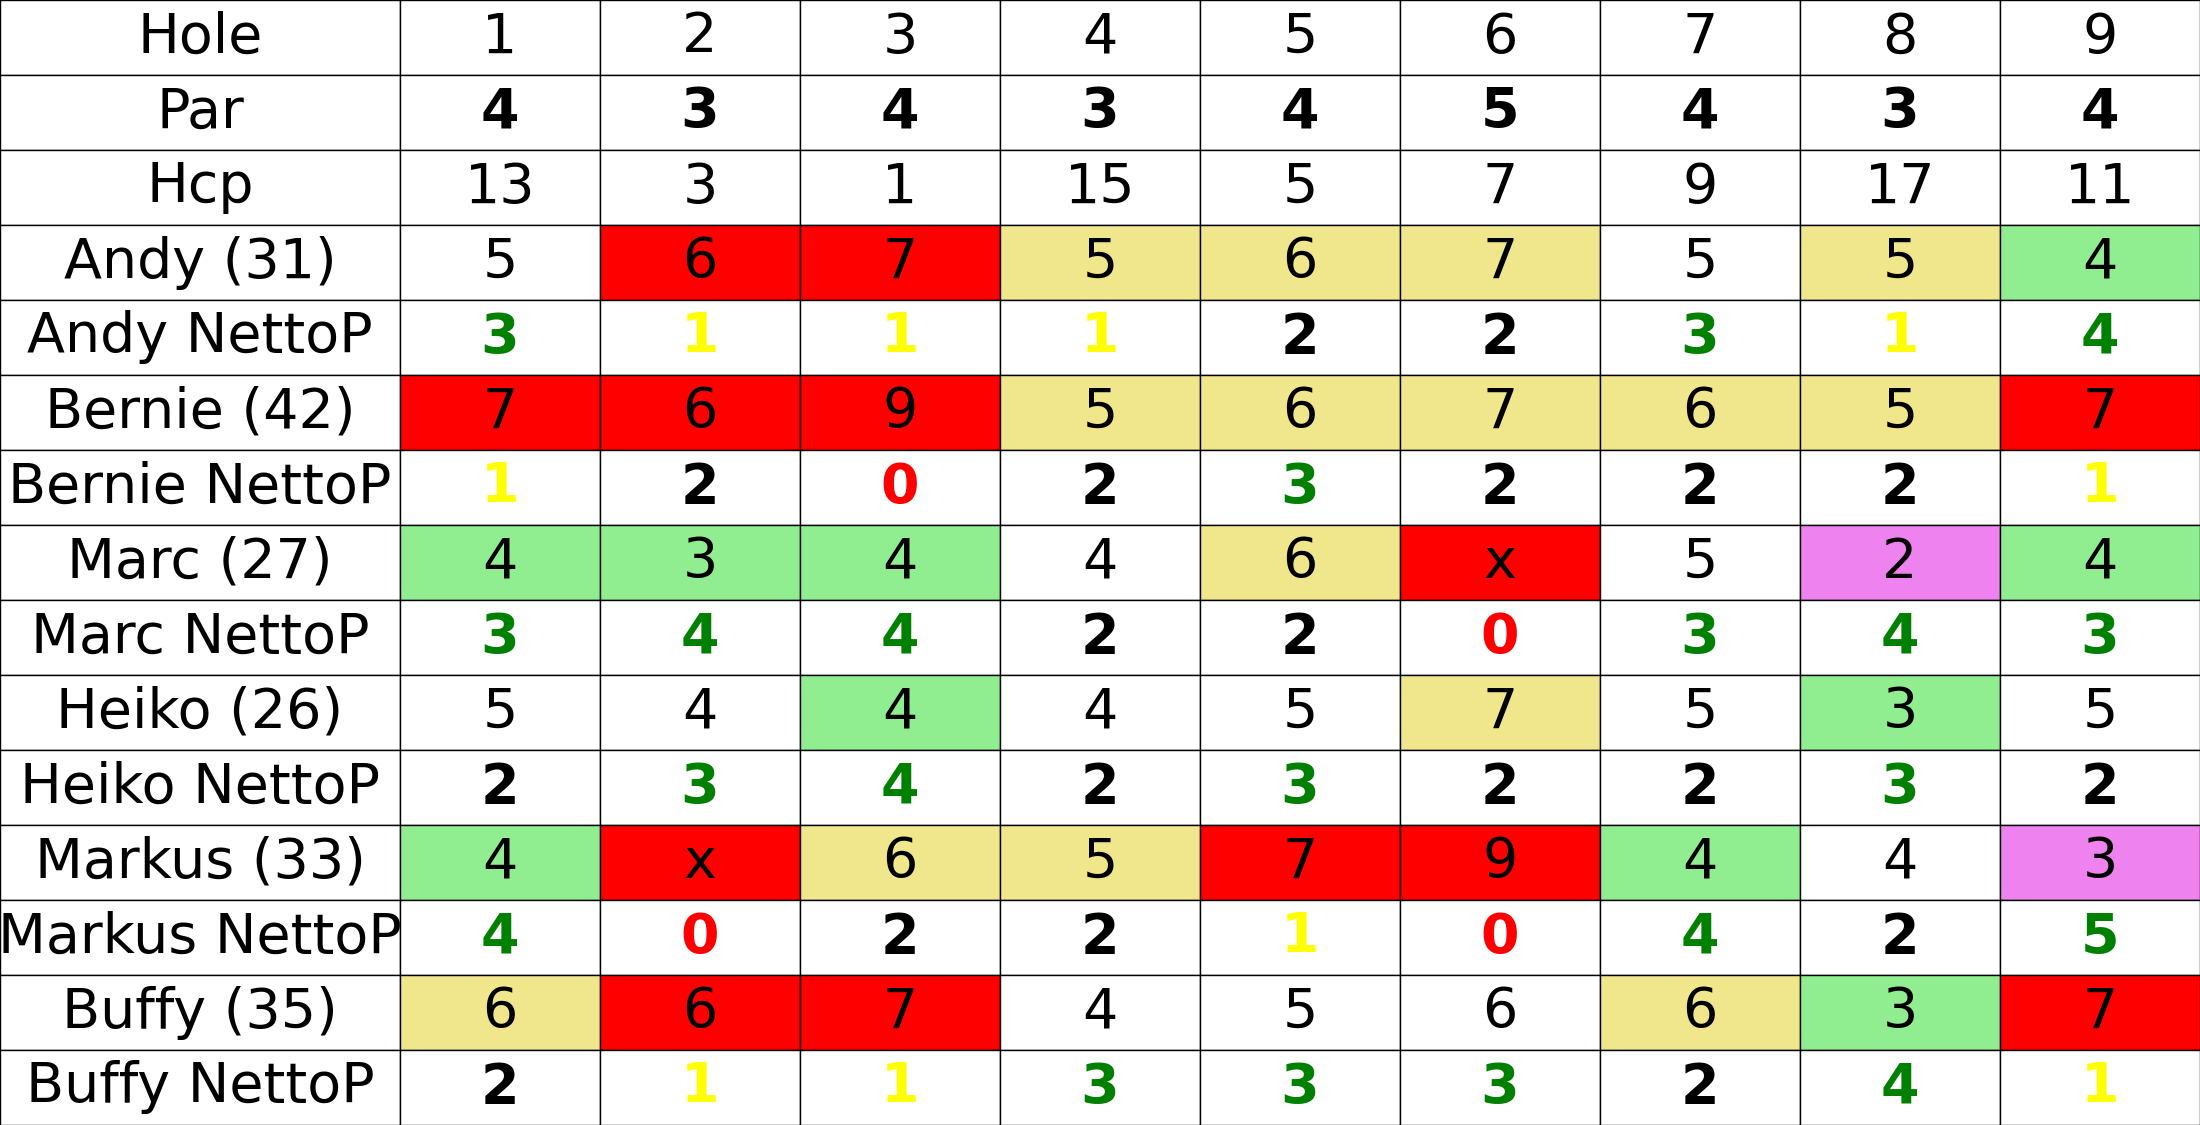 Hole 1 2 3 4 5 6 7 8 9
Par 4 3 4 3 4 5 4 3 4
Hcp 13 3 1 15 5 7 9 17 11
Andy (31) 5 6 7 5 6 7 5 5 4
Andy NettoP 3 1 1 1 2 2 3 1 4
Bernie (42) 7 6 9 5 6 7 6 5 7
Bernie NettoP 1 2 0 2 3 2 2 2 1
Marc (27) 4 3 4 4 6 x 5 2 4
Marc NettoP 3 4 4 2 2 0 3 4 3
Heiko (26) 5 4 4 4 5 7 5 3 5
Heiko NettoP 2 3 4 2 3 2 2 3 2
Markus (33) 4 x 6 5 7 9 4 4 3
Markus NettoP 4 0 2 2 1 0 4 2 5
Buffy (35) 6 6 7 4 5 6 6 3 7
Buffy NettoP 2 1 1 3 3 3 2 4 1